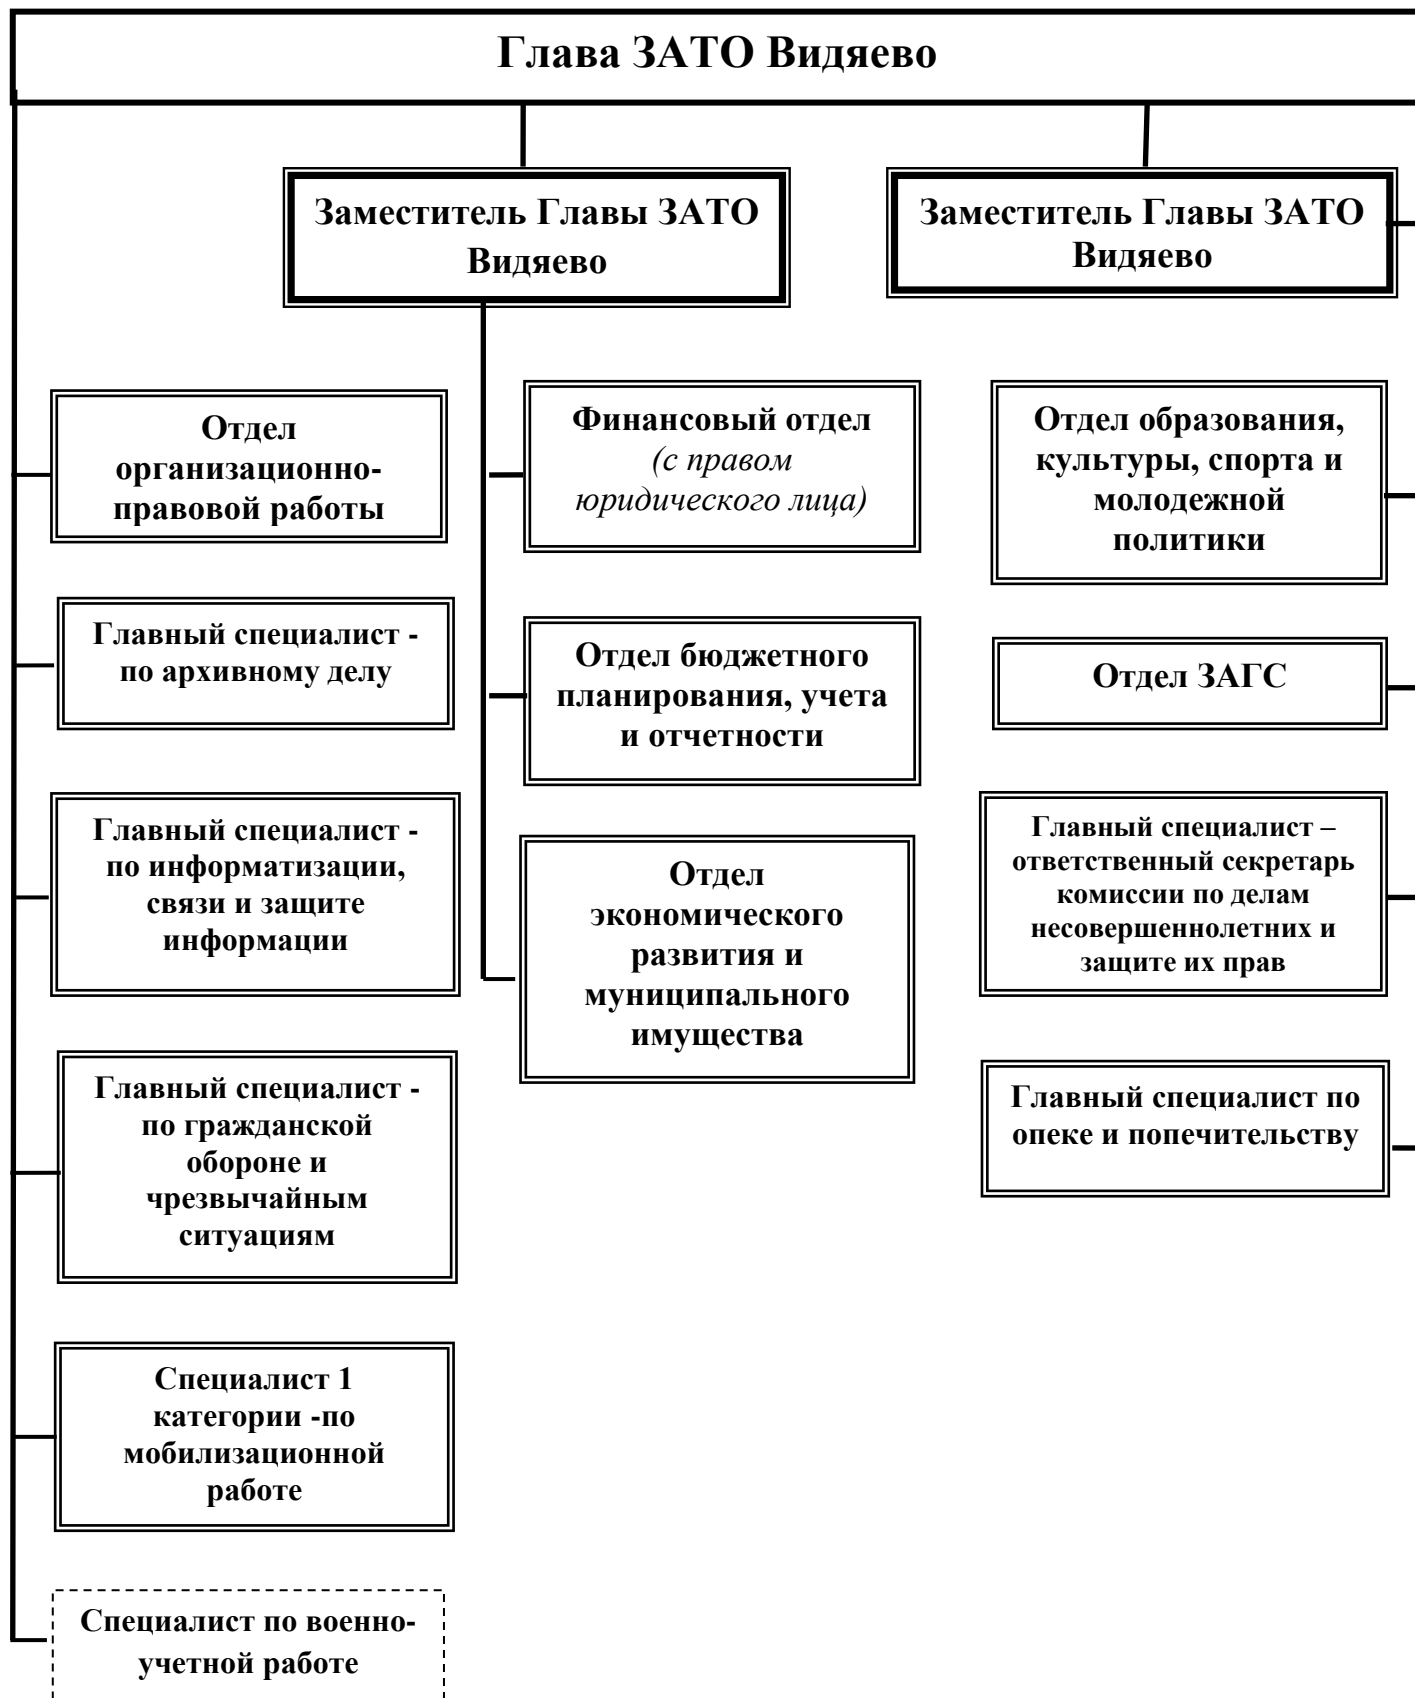 Глава ЗАТО Видяево
Заместитель Главы ЗАТО
Видяево
Заместитель Главы ЗАТО
Видяево
Отдел
организационно-
правовой работы
Главный специалист -
по архивному делу
Главный специалист -
по информатизации,
связи и защите
информации
Главный специалист -
по гражданской
обороне и
чрезвычайным
ситуациям
Специалист 1
категории -по
мобилизационной
работе
Специалист по военно-
учетной работе
Финансовый отдел
(с правом
юридического лица)
Отдел бюджетного
планирования, учета
и отчетности
Отдел
экономического
развития и
муниципального
имущества
Отдел образования,
культуры, спорта и
молодежной
политики
Отдел ЗАГС
Главный специалист –
ответственный секретарь
комиссии по делам
несовершеннолетних и
защите их прав
Главный специалист по
опеке и попечительству